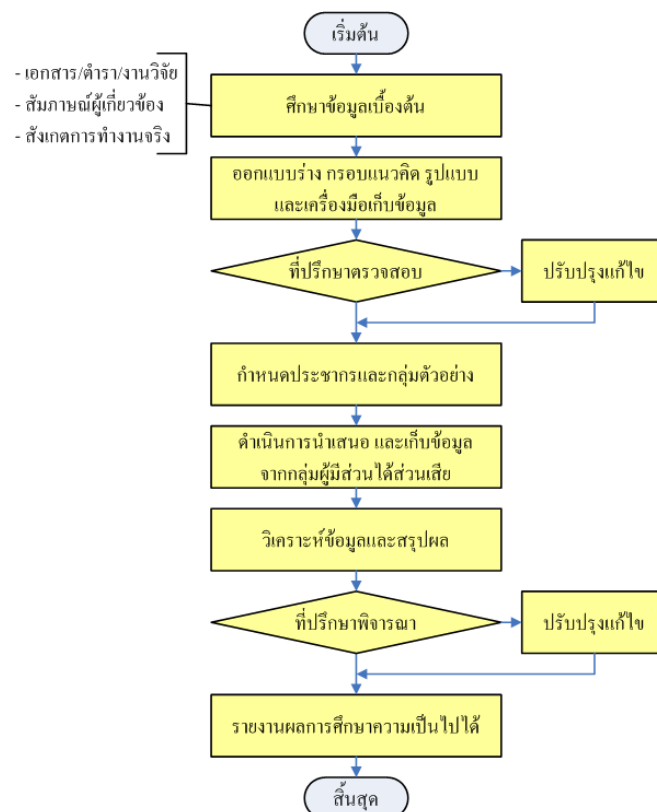 เริ่มต้น
- เอกสาร/ตำรา/งานวิจัย
- สัมภาษณ์ผู้เกี่ยวข้อง
- สังเกตการทำงานจริง
ศึกษาข้อมูลเบื้องต้น
ออกแบบร่าง กรอบแนวคิด รูปแบบ
และเครื่องมือเก็บข้อมูล
ที่ปรึกษาตรวจสอบ
ปรับปรุงแก้ไข
กำหนดประชากรและกลุ่มตัวอย่าง
ดำเนินการนำเสนอ และเก็บข้อมูล
จากกลุ่มผู้มีส่วนได้ส่วนเสีย
วิเคราะห์ข้อมูลและสรุปผล
ที่ปรึกษาพิจารณา
ปรับปรุงแก้ไข
รายงานผลการศึกษาความเป็นไปได้
สิ้นสุด